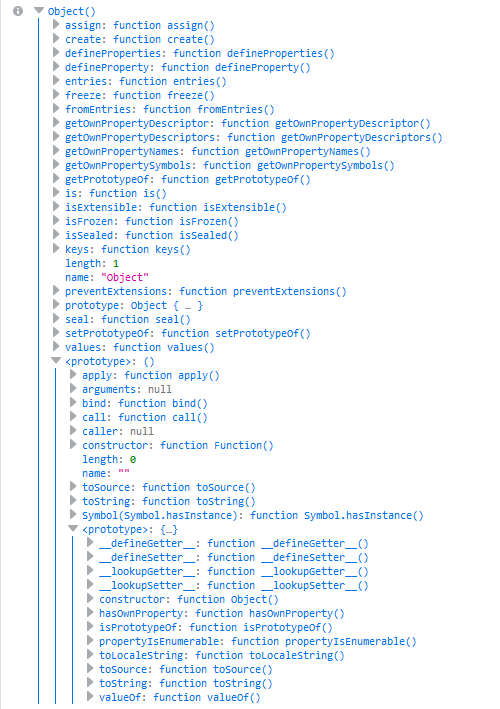 Object()
assign: function assign()
create: function create()
defineProperties: function defineProperties()
defineProperty: function defineProperty()
entries: function entries()
freeze: function freeze()
fromEntries: function fromEntries()
getOwnPropertyDescriptor: function getOwnPropertyDescriptor()
getOwnPropertyDescriptors: function getOwnPropertyDescriptors()
getOwnPropertyNames: function getOwnPropertyNames()
getOwnPropertySymbols: function getOwnPropertySymbols()
getPrototypeOf: function getPrototypeOf()
is: function is()
isExtensible: function isExtensible()
isFrozen: function isFrozen()
isSealed: function isSealed()
keys: function keys()
length: 1
name: "Object"
preventExtensions: function preventExtensions()
prototype: Object { … }
seal: function seal()
setPrototypeOf: function setPrototypeOf()
values: function values()
<prototype>: ()
apply: function apply()
arguments: null
bind: function bind()
call: function call()
caller: null
constructor: function Function()
length: 0
name: ""
toSource: function toSource()
toString: function toString()
Symbol(Symbol.hasInstance): function Symbol.hasInstance()
<prototype>: {…}
__defineGetter__: function __defineGetter__()
__defineSetter__: function __defineSetter__()
__lookupGetter__: function __lookupGetter__()
__lookupSetter__: function __lookupSetter__()
constructor: function Object()
hasOwnProperty: function hasOwnProperty()
isPrototypeOf: function isPrototypeOf()
propertyIsEnumerable: function propertyIsEnumerable()
toLocaleString: function toLocaleString()
toSource: function toSource()
toString: function toString()
valueOf: function valueOf()